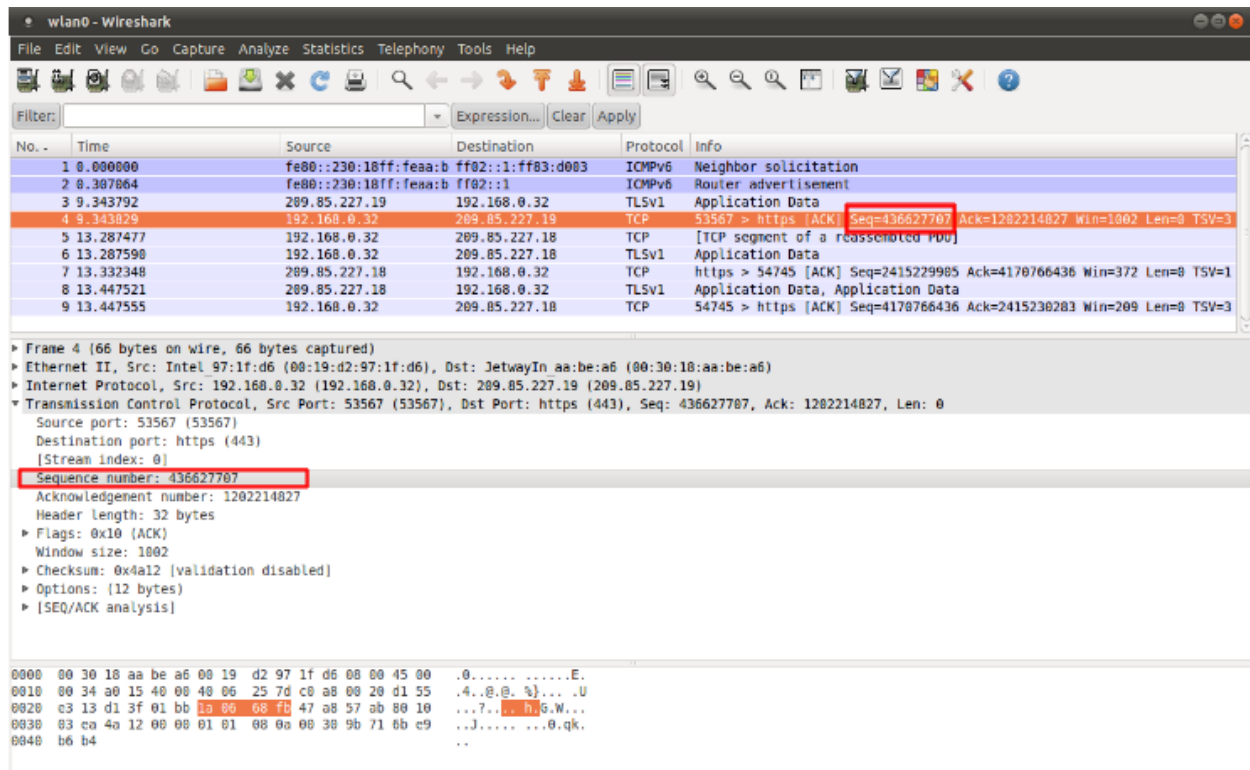 wlan0 - Wireshark
File Edit View Go Capture Analyze Statistics Telephony Tools Help
Filter: Expression... Clear Apply
No. . Time Source Destination Protocol Info
1 0.000000 fe80::230:18ff:feaa:b ff02::1:ff83:d003 ICMPv6 Neighbor solicitation
2 0.307064 fe80::230:18ff:feaa:b ff02::1 ICMPv6 Router advertisement
3 9.343792 209.85.227.19 192.168.0.32 TLSv1 Application Data
4 9.343829 192.168.0.32 209.85.227.19 TCP 53567 > https [ACK] Seq=436627707 Ack=1202214827 Win=1002 Len=0 TSV=3
5 13.287477 192.168.0.32 209.85.227.18 TCP [TCP segment of a reassembled PDU]
6 13.287590 192.168.0.32 209.85.227.18 TLSv1 Application Data
7 13.332348 209.85.227.18 192.168.0.32 TCP https > 54745 [ACK] Seq=2415229905 Ack=4170766436 Win=372 Len=0 TSV=1
8 13.447521 209.85.227.18 192.168.0.32 TLSv1 Application Data, Application Data
9 13.447555 192.168.0.32 209.85.227.18 TCP 54745 > https [ACK] Seq=4170766436 Ack=2415230283 Win=209 Len=0 TSV=3
Frame 4 (66 bytes on wire, 66 bytes captured)
Ethernet II, Src: Intel_97:1f:d6 (00:19:d2:97:1f:d6), Dst: JetwayIn_aa:be:a6 (00:30:18:aa:be:a6)
Internet Protocol, Src: 192.168.0.32 (192.168.0.32), Dst: 209.85.227.19 (209.85.227.19)
Transmission Control Protocol, Src Port: 53567 (53567), Dst Port: https (443), Seq: 436627707, Ack: 1202214827, Len: 0
Source port: 53567 (53567)
Destination port: https (443)
[Stream index: 0]
Sequence number: 436627707
Acknowledgement number: 1202214827
Header length: 32 bytes
Flags: 0x10 (ACK)
Window size: 1002
Checksum: 0x4a12 [validation disabled]
Options: (12 bytes)
[SEQ/ACK analysis]
0000 00 30 18 aa be a6 00 19 d2 97 1f d6 08 00 45 00 .0...... ......E.
0010 00 34 a0 15 40 00 40 06 25 7d c0 a8 00 20 d1 55 .4..@.@. %}... .U
0020 e3 13 d1 3f 01 bb 1a 06 68 fb 47 a8 57 ab 80 10 ...?.... h.G.W...
0030 03 ea 4a 12 00 00 01 01 08 0a 00 30 9b 71 6b e9 ..J..... ...0.qk.
0040 b6 b4 ..